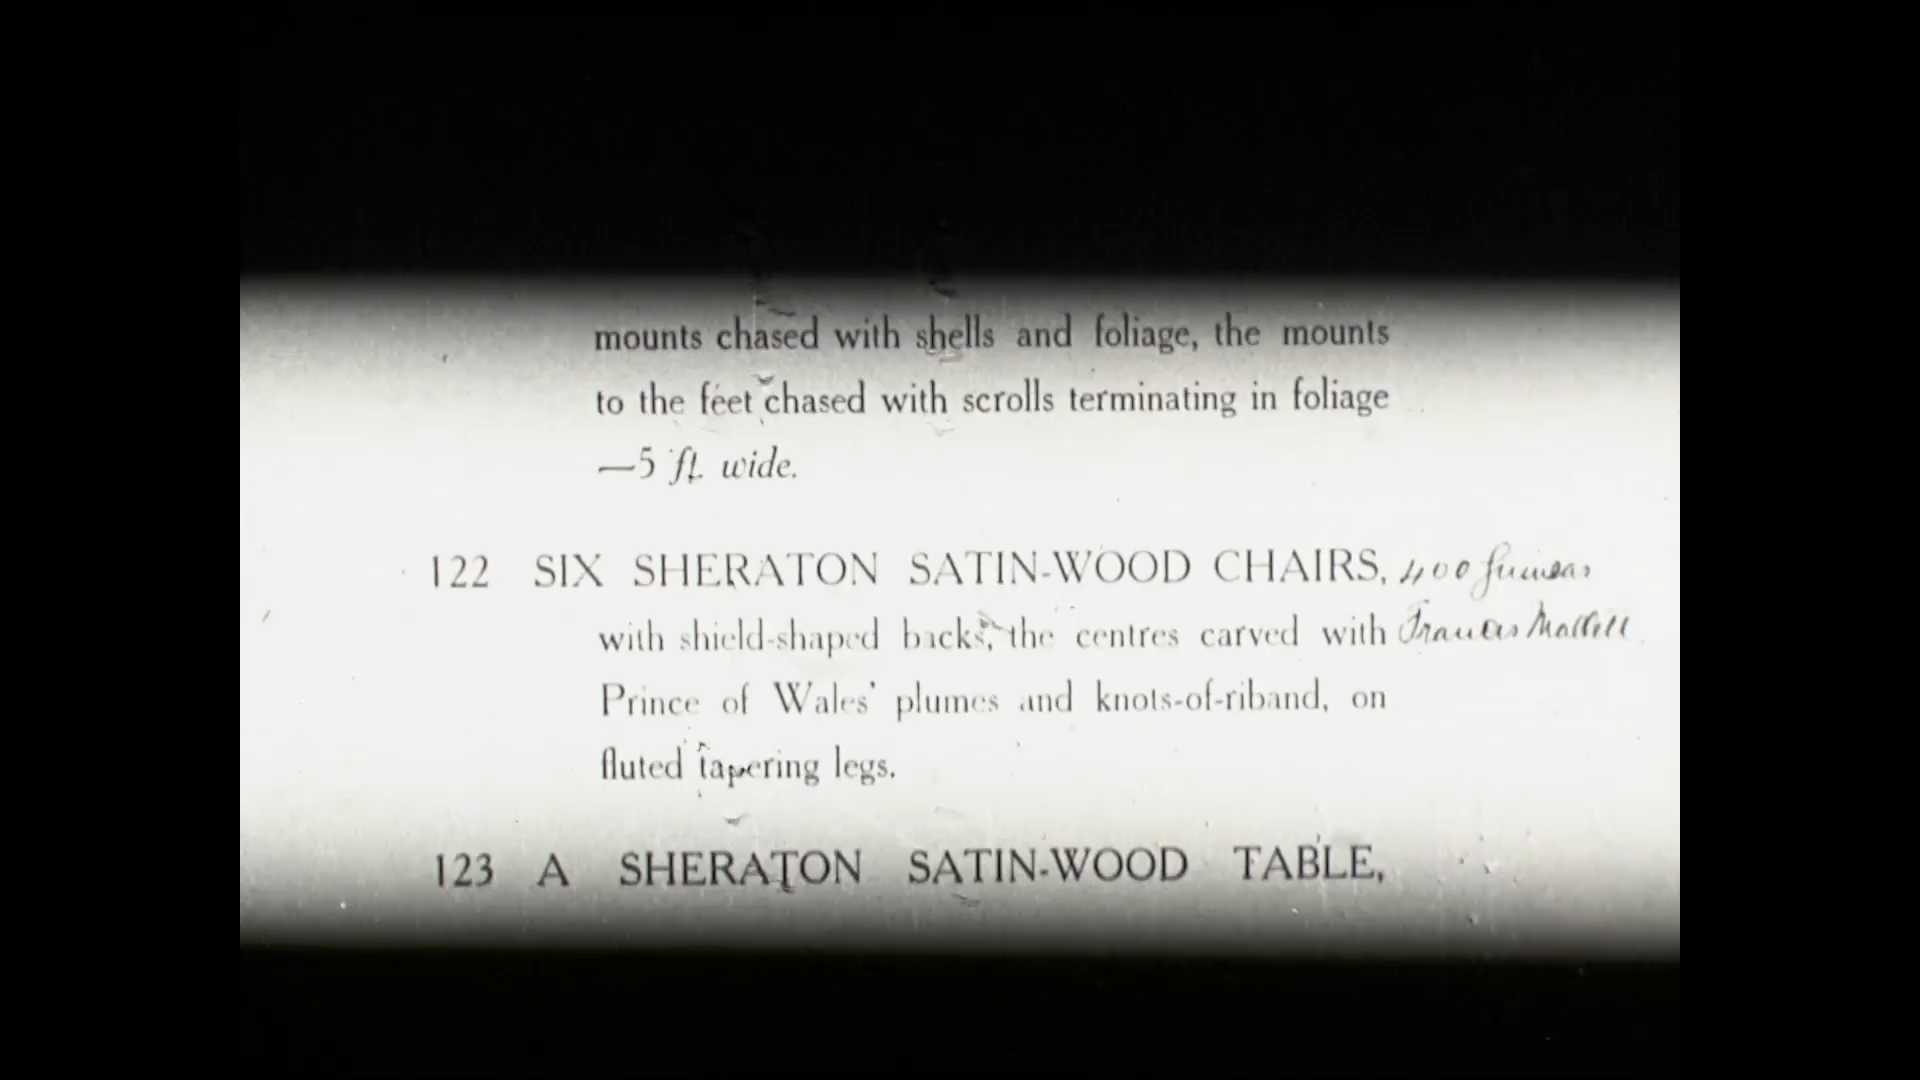 mounts chased with shells and foliage, the mounts
to the feet chased with scrolls terminating in foliage
—5 ft. wide.
122 SIX SHERATON SATIN-WOOD CHAIRS, 400 guineas
with shield-shaped backs, the centres carved with Francis Mallett
Prince of Wales' plumes and knots-of-riband, on
fluted tapering legs.
123 A SHERATON SATIN-WOOD TABLE,